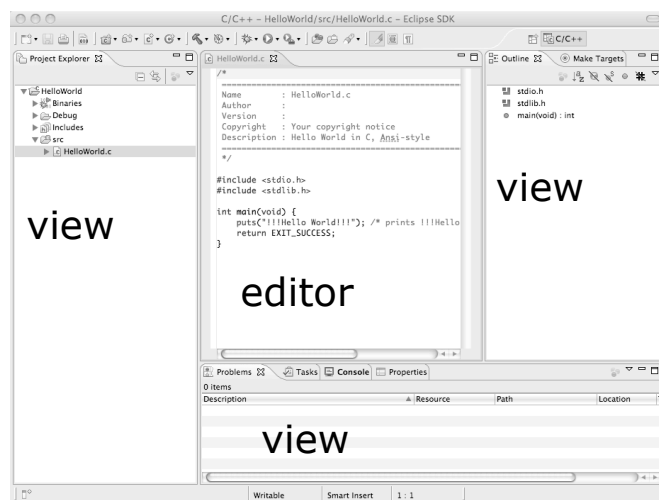 C/C++ – HelloWorld/src/HelloWorld.c – Eclipse SDK
C/C++
Project Explorer
HelloWorld
Binaries
Debug
Includes
src
HelloWorld.c
view
HelloWorld.c
/*
============================================
Name : HelloWorld.c
Author :
Version :
Copyright : Your copyright notice
Description : Hello World in C, Ansi-style
============================================
*/
#include <stdio.h>
#include <stdlib.h>
int main(void) {
puts("!!!Hello World!!!"); /* prints !!!Hello
return EXIT_SUCCESS;
}
editor
Outline Make Targets
stdio.h
stdlib.h
main(void) : int
view
Problems Tasks Console Properties
0 items
Description Resource Path Location
view
Writable Smart Insert 1 : 1